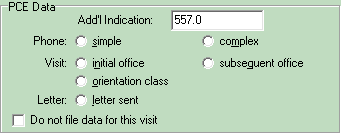 PCE Data
Add'l Indication: 557.0
Phone: simple complex
Visit: initial office subseguent office
orientation class
Letter: letter sent
Do not file data for this visit